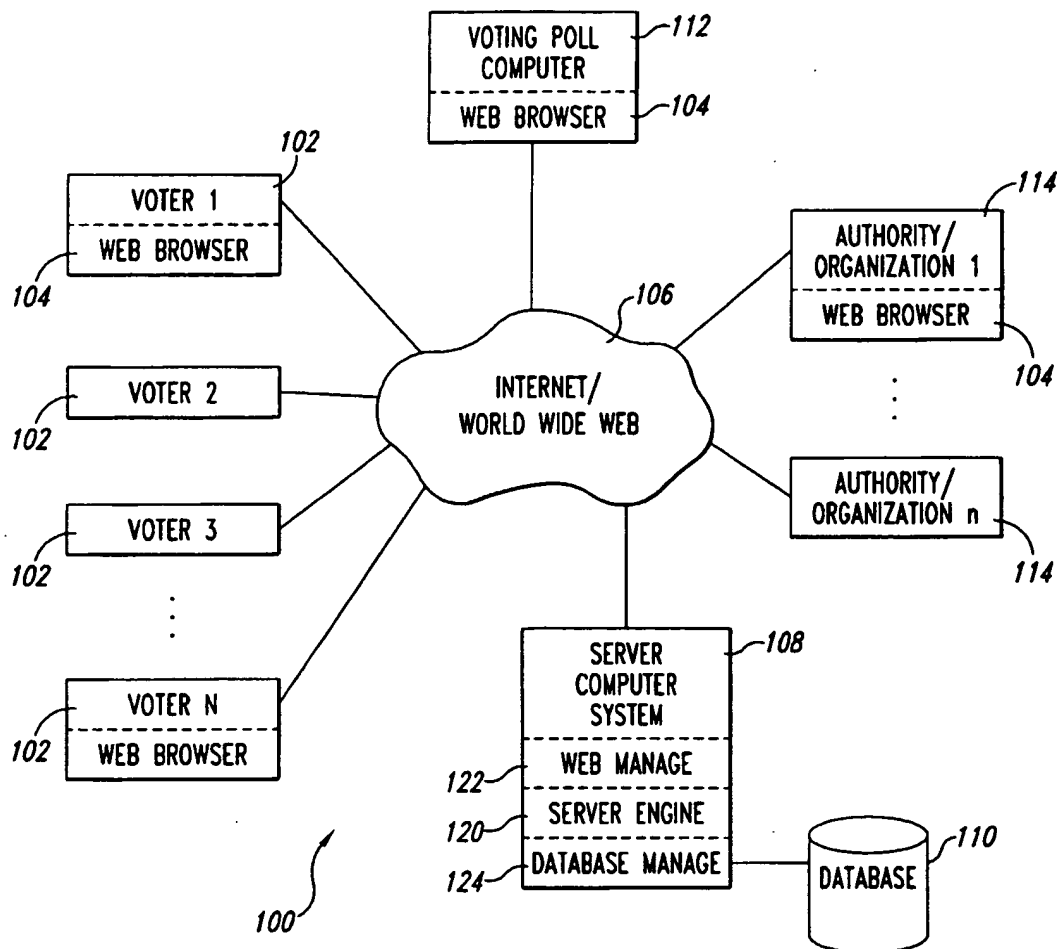 VOTING POLL
COMPUTER
WEB BROWSER
112
104
102
VOTER 1
WEB BROWSER
104
VOTER 2
102
VOTER 3
102
VOTER N
WEB BROWSER
102
106
INTERNET/
WORLD WIDE WEB
114
AUTHORITY/
ORGANIZATION 1
WEB BROWSER
104
AUTHORITY/
ORGANIZATION n
114
SERVER
COMPUTER
SYSTEM
108
WEB MANAGE
122
SERVER ENGINE
120
DATABASE MANAGE
124
DATABASE
110
100